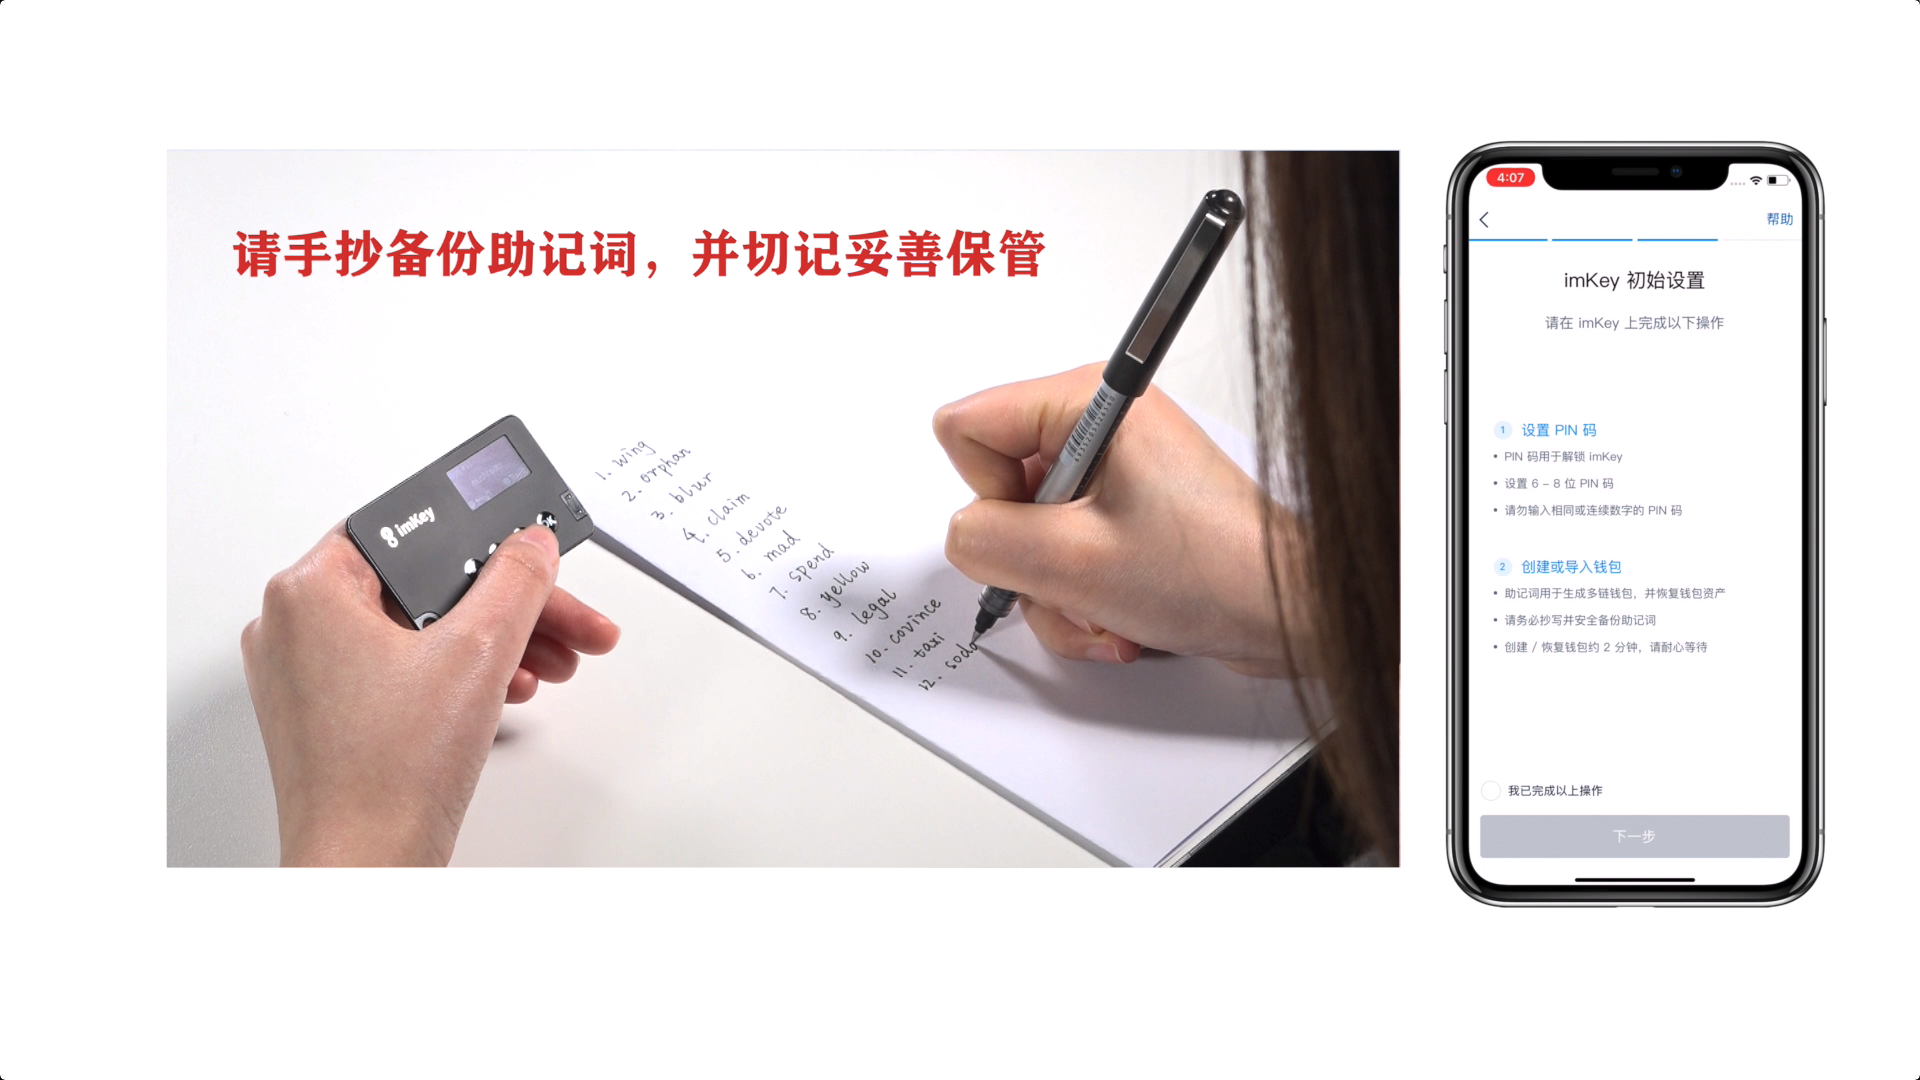 请手抄备份助记词，并切记妥善保管
imKey
OK
1. wing
2. orphan
3. blur
4. claim
5. devote
6. mad
7. spend
8. yellow
9. legal
10. covince
11. taxi
12. soda
4:07
帮助
imKey 初始设置
请在 imKey 上完成以下操作
1 设置 PIN 码
• PIN 码用于解锁 imKey
• 设置 6 – 8 位 PIN 码
• 请勿输入相同或连续数字的 PIN 码
2 创建或导入钱包
• 助记词用于生成多链钱包，并恢复钱包资产
• 请务必抄写并安全备份助记词
• 创建 / 恢复钱包约 2 分钟，请耐心等待
我已完成以上操作
下一步